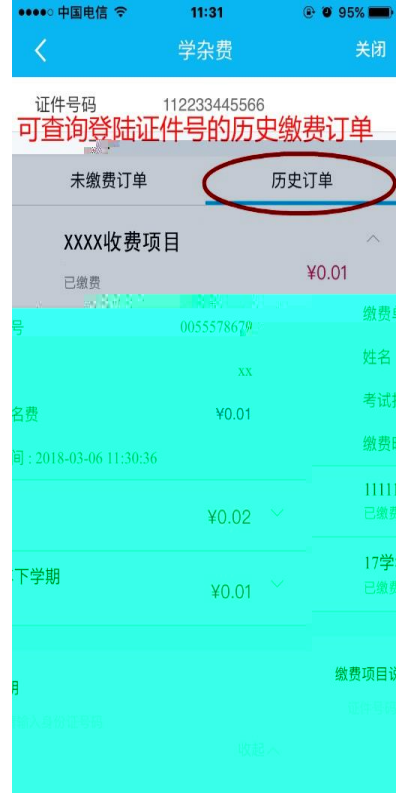 中国电信 11:31 95%
学杂费 关闭
证件号码 112233445566
可查询登陆证件号的历史缴费订单
未缴费订单 历史订单
XXXX收费项目
¥0.01
已缴费
缴费
号 0055578679
姓名
xx
考试
名费 ¥0.01
缴费
间 : 2018-03-06 11:30:36
1111
¥0.02
已缴费
17学
下学期 ¥0.01
已缴费
缴费项目
期
收起